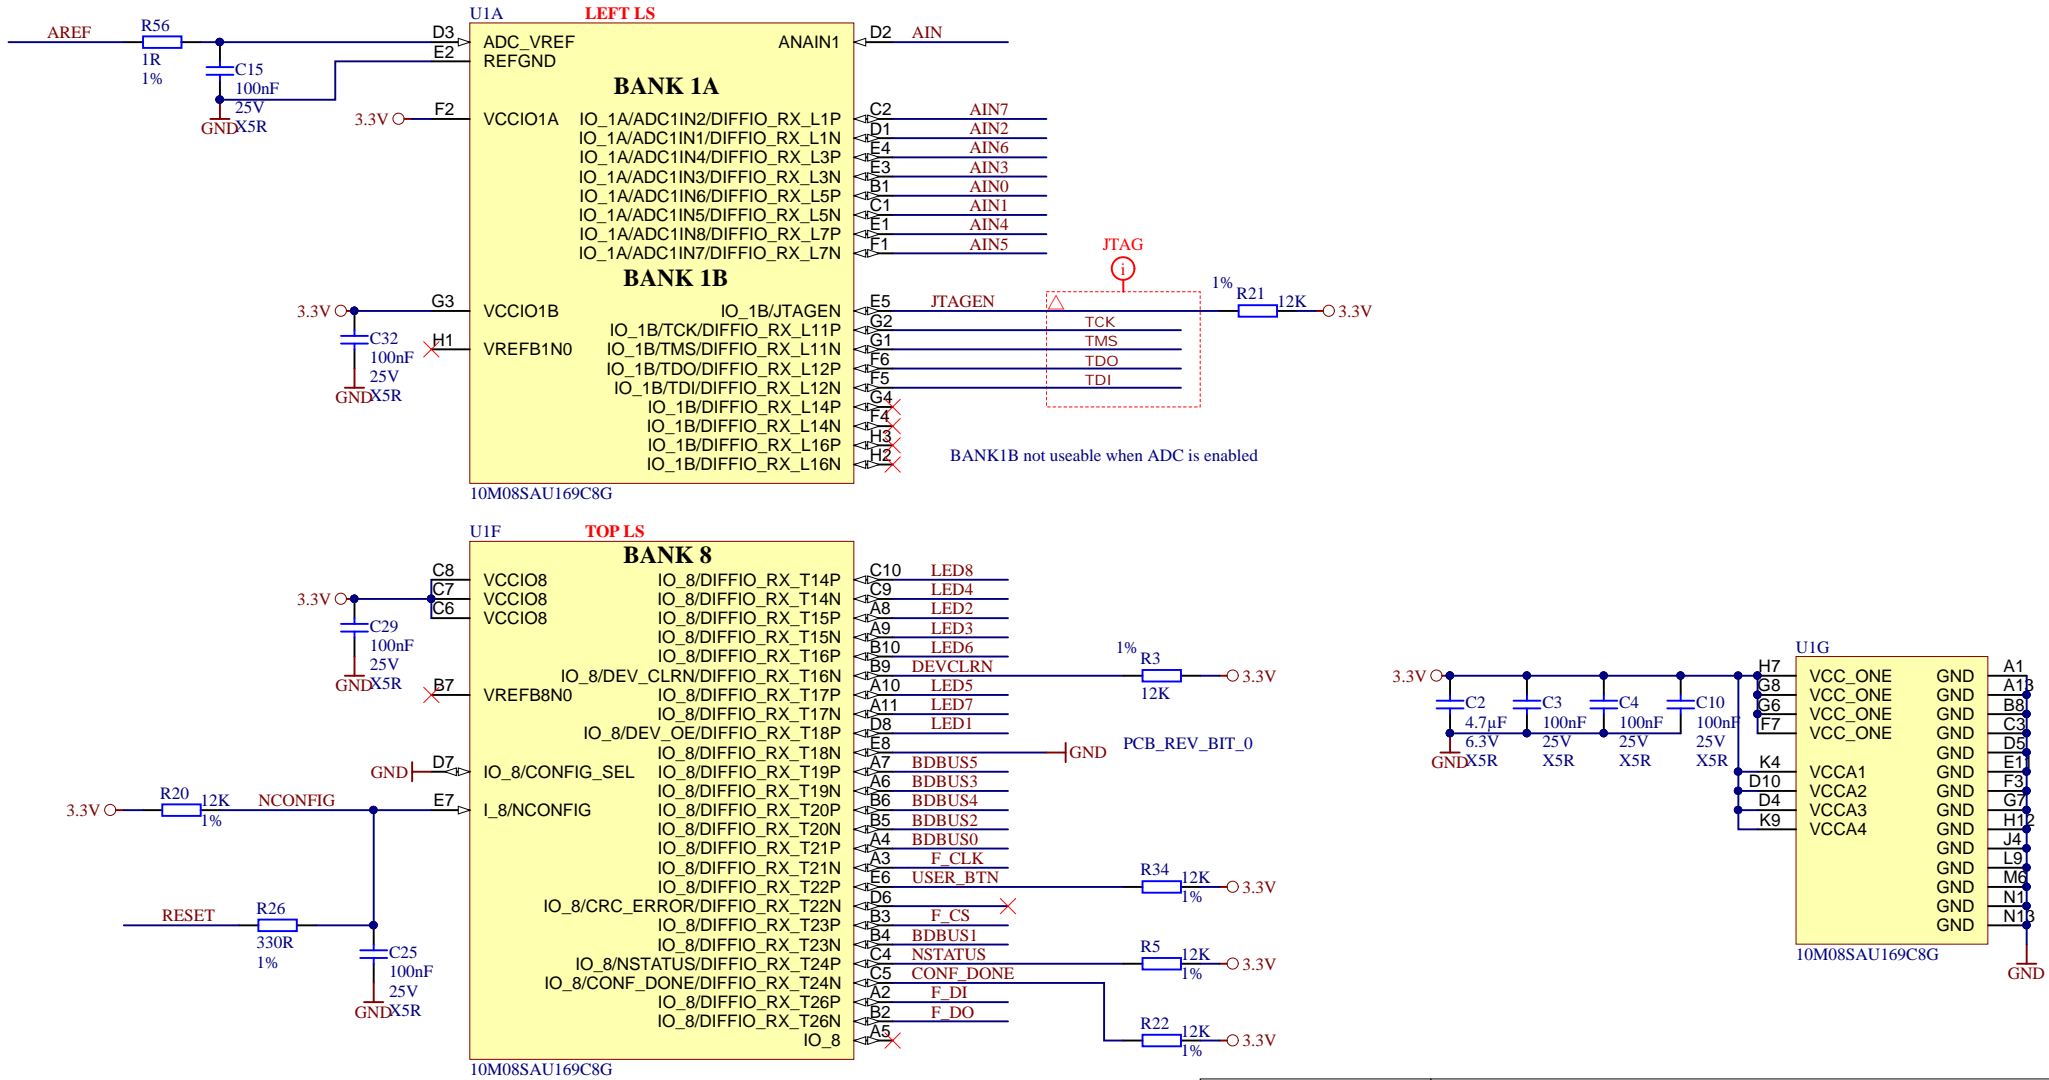 U1A LEFT LS
AREF
R56
1R
1%
C15
100nF
25V
X5R
GND
D3 ADC_VREF
E2 REFGND
ANAIN1 D2 AIN
BANK 1A
3.3V F2 VCCIO1A
IO_1A/ADC1IN2/DIFFIO_RX_L1P C2 AIN7
IO_1A/ADC1IN1/DIFFIO_RX_L1N D1 AIN2
IO_1A/ADC1IN4/DIFFIO_RX_L3P E4 AIN6
IO_1A/ADC1IN3/DIFFIO_RX_L3N E3 AIN3
IO_1A/ADC1IN6/DIFFIO_RX_L5P B1 AIN0
IO_1A/ADC1IN5/DIFFIO_RX_L5N C1 AIN1
IO_1A/ADC1IN8/DIFFIO_RX_L7P E1 AIN4
IO_1A/ADC1IN7/DIFFIO_RX_L7N F1 AIN5
BANK 1B
JTAG
i
3.3V G3 VCCIO1B
C32
100nF
25V
X5R
GND
H1 VREFB1N0
IO_1B/JTAGEN E5 JTAGEN
1%
R21 12K 3.3V
IO_1B/TCK/DIFFIO_RX_L11P G2 TCK
IO_1B/TMS/DIFFIO_RX_L11N G1 TMS
IO_1B/TDO/DIFFIO_RX_L12P F6 TDO
IO_1B/TDI/DIFFIO_RX_L12N F5 TDI
IO_1B/DIFFIO_RX_L14P G4
IO_1B/DIFFIO_RX_L14N F4
IO_1B/DIFFIO_RX_L16P H3
IO_1B/DIFFIO_RX_L16N H2
BANK1B not useable when ADC is enabled
10M08SAU169C8G
U1F TOP LS
BANK 8
C8 VCCIO8
3.3V C7 VCCIO8
C6 VCCIO8
C29
100nF
25V
X5R
GND
B7 VREFB8N0
GND D7 IO_8/CONFIG_SEL
3.3V R20 12K
1%
NCONFIG E7 I_8/NCONFIG
RESET
R26
330R
1%
C25
100nF
25V
X5R
GND
IO_8/DIFFIO_RX_T14P C10 LED8
IO_8/DIFFIO_RX_T14N C9 LED4
IO_8/DIFFIO_RX_T15P A8 LED2
IO_8/DIFFIO_RX_T15N A9 LED3
IO_8/DIFFIO_RX_T16P B10 LED6
IO_8/DEV_CLRN/DIFFIO_RX_T16N B9 DEVCLRN
1%
R3
12K
3.3V
IO_8/DIFFIO_RX_T17P A10 LED5
IO_8/DIFFIO_RX_T17N A11 LED7
IO_8/DEV_OE/DIFFIO_RX_T18P D8 LED1
IO_8/DIFFIO_RX_T18N E8 GND PCB_REV_BIT_0
IO_8/DIFFIO_RX_T19P A7 BDBUS5
IO_8/DIFFIO_RX_T19N A6 BDBUS3
IO_8/DIFFIO_RX_T20P B6 BDBUS4
IO_8/DIFFIO_RX_T20N B5 BDBUS2
IO_8/DIFFIO_RX_T21P A4 BDBUS0
IO_8/DIFFIO_RX_T21N A3 F_CLK
IO_8/DIFFIO_RX_T22P E6 USER_BTN
R34 12K 3.3V
1%
IO_8/CRC_ERROR/DIFFIO_RX_T22N D6
IO_8/DIFFIO_RX_T23P B3 F_CS
IO_8/DIFFIO_RX_T23N B4 BDBUS1
IO_8/NSTATUS/DIFFIO_RX_T24P C4 NSTATUS
R5 12K 3.3V
1%
IO_8/CONF_DONE/DIFFIO_RX_T24N C5 CONF_DONE
IO_8/DIFFIO_RX_T26P A2 F_DI
IO_8/DIFFIO_RX_T26N B2 F_DO
IO_8 A5
R22 12K 3.3V
1%
10M08SAU169C8G
U1G
3.3V
C2
4.7µF
6.3V
X5R
GND
C3
100nF
25V
X5R
C4
100nF
25V
X5R
C10
100nF
25V
X5R
H7 VCC_ONE GND A1
G8 VCC_ONE GND A13
G6 VCC_ONE GND B8
F7 VCC_ONE GND C3
GND D5
K4 VCCA1 GND E11
D10 VCCA2 GND F3
D4 VCCA3 GND G7
K9 VCCA4 GND H12
GND J4
GND L9
GND M6
GND N1
GND N13
10M08SAU169C8G
GND